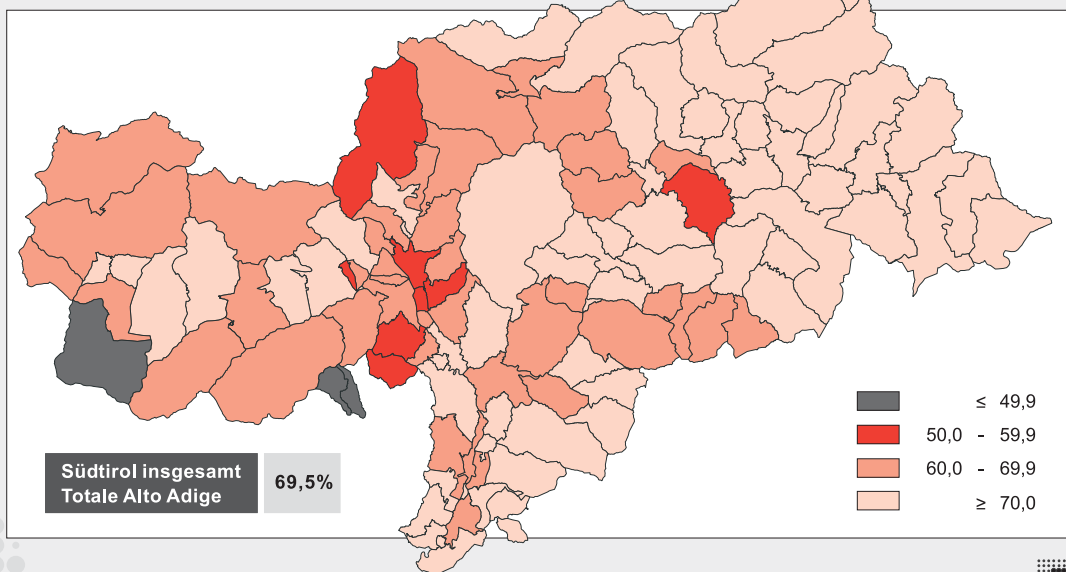 ≤ 49,9
50,0 - 59,9
60,0 - 69,9
≥ 70,0
Südtirol insgesamt
Totale Alto Adige
69,5%